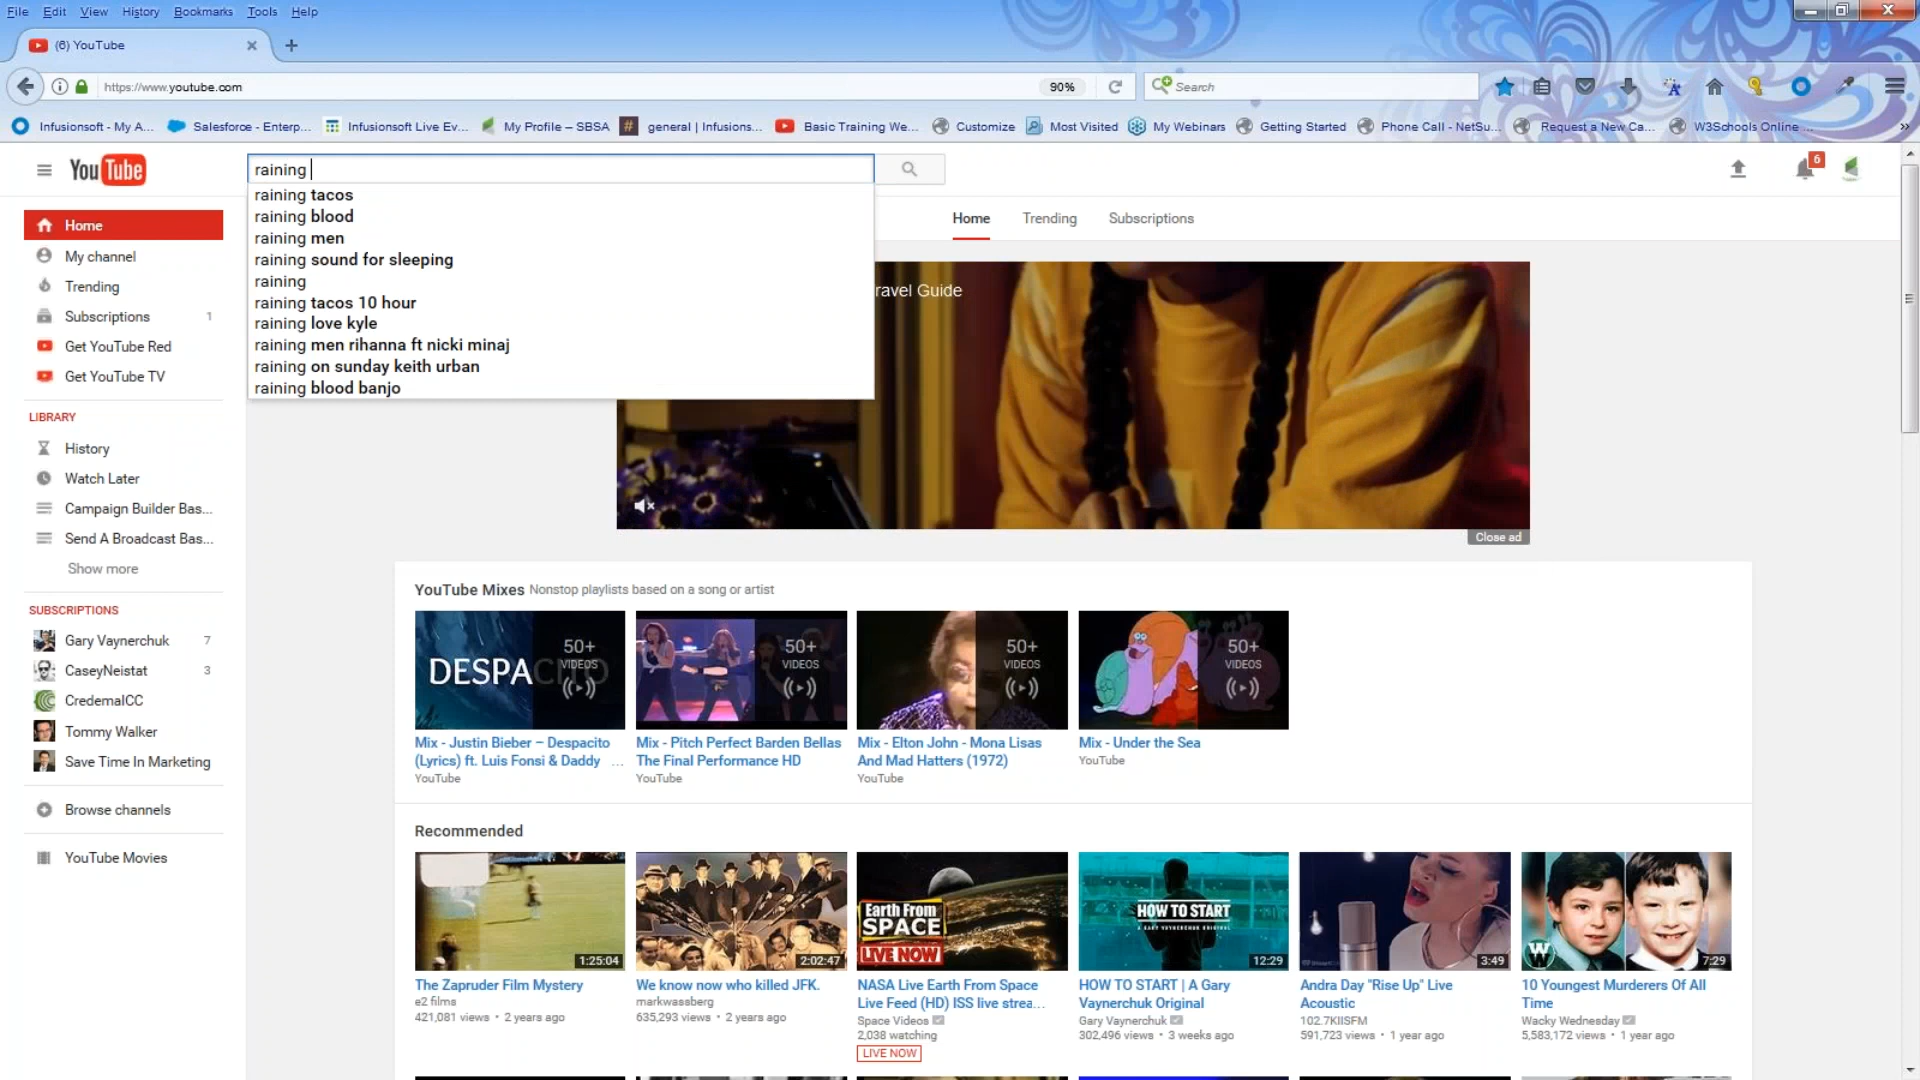 File Edit View History Bookmarks Tools Help
(6) YouTube
https://www.youtube.com
90%
Search
Infusionsoft - My A...
Salesforce - Enterp...
Infusionsoft Live Ev...
My Profile – SBSA
general | Infusions...
Basic Training We...
Customize
Most Visited
My Webinars
Getting Started
Phone Call - NetSu...
Request a New Ca...
W3Schools Online ...
YouTube
raining
6
raining tacos
raining blood
raining men
raining sound for sleeping
raining
raining tacos 10 hour
raining love kyle
raining men rihanna ft nicki minaj
raining on sunday keith urban
raining blood banjo
Home Trending Subscriptions
Home
My channel
Trending
Subscriptions 1
Get YouTube Red
Get YouTube TV
LIBRARY
History
Watch Later
Campaign Builder Bas...
Send A Broadcast Bas...
Show more
SUBSCRIPTIONS
Gary Vaynerchuk 7
CaseyNeistat 3
CredemaICC
Tommy Walker
Save Time In Marketing
Browse channels
YouTube Movies
ravel Guide
Close ad
YouTube Mixes Nonstop playlists based on a song or artist
DESPACITO
50+
VIDEOS
50+
VIDEOS
50+
VIDEOS
50+
VIDEOS
Mix - Justin Bieber – Despacito
(Lyrics) ft. Luis Fonsi & Daddy ...
YouTube
Mix - Pitch Perfect Barden Bellas
The Final Performance HD
YouTube
Mix - Elton John - Mona Lisas
And Mad Hatters (1972)
YouTube
Mix - Under the Sea
YouTube
Recommended
1:25:04
The Zapruder Film Mystery
e2 films
421,081 views • 2 years ago
2:02:47
We know now who killed JFK.
markwassberg
635,293 views • 2 years ago
Earth From
SPACE
LIVE NOW
NASA Live Earth From Space
Live Feed (HD) ISS live strea...
Space Videos
2,038 watching
LIVE NOW
HOW TO START
A GARY VAYNERCHUK ORIGINAL
12:29
HOW TO START | A Gary
Vaynerchuk Original
Gary Vaynerchuk
302,496 views • 3 weeks ago
3:49
Andra Day "Rise Up" Live
Acoustic
102.7KIISFM
591,723 views • 1 year ago
W
7:29
10 Youngest Murderers Of All
Time
Wacky Wednesday
5,583,172 views • 1 year ago